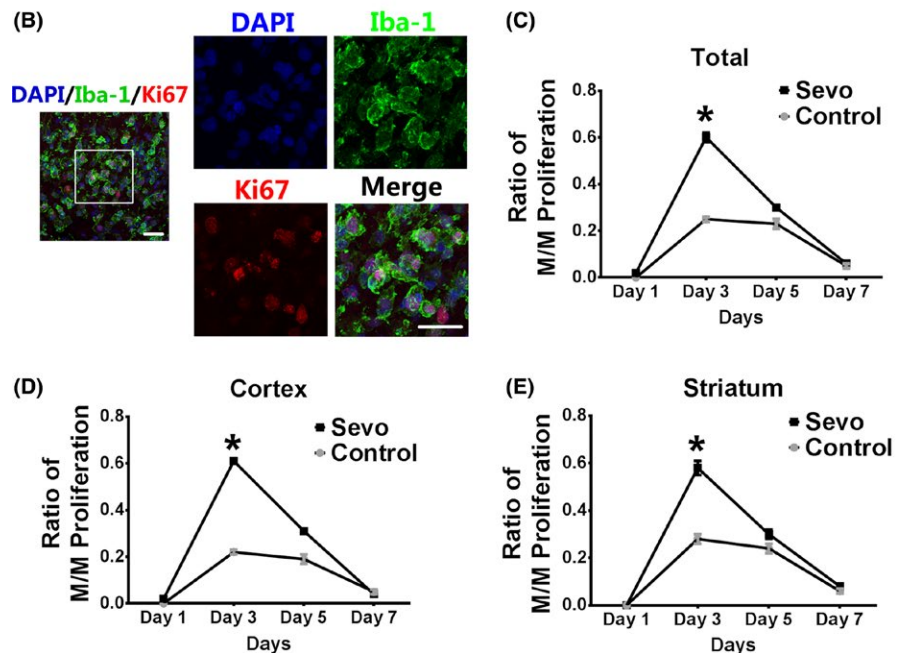 (B)
DAPI/Iba-1/Ki67
DAPI
Iba-1
Ki67
Merge
(C)
Total
Sevo
Control
*
Ratio of
M/M Proliferation
0.8
0.6
0.4
0.2
0.0
Day 1 Day 3 Day 5 Day 7
Days
(D)
Cortex
Sevo
Control
*
Ratio of
M/M Proliferation
0.8
0.6
0.4
0.2
0.0
Day 1 Day 3 Day 5 Day 7
Days
(E)
Striatum
Sevo
Control
*
Ratio of
M/M Proliferation
0.8
0.6
0.4
0.2
0.0
Day 1 Day 3 Day 5 Day 7
Days